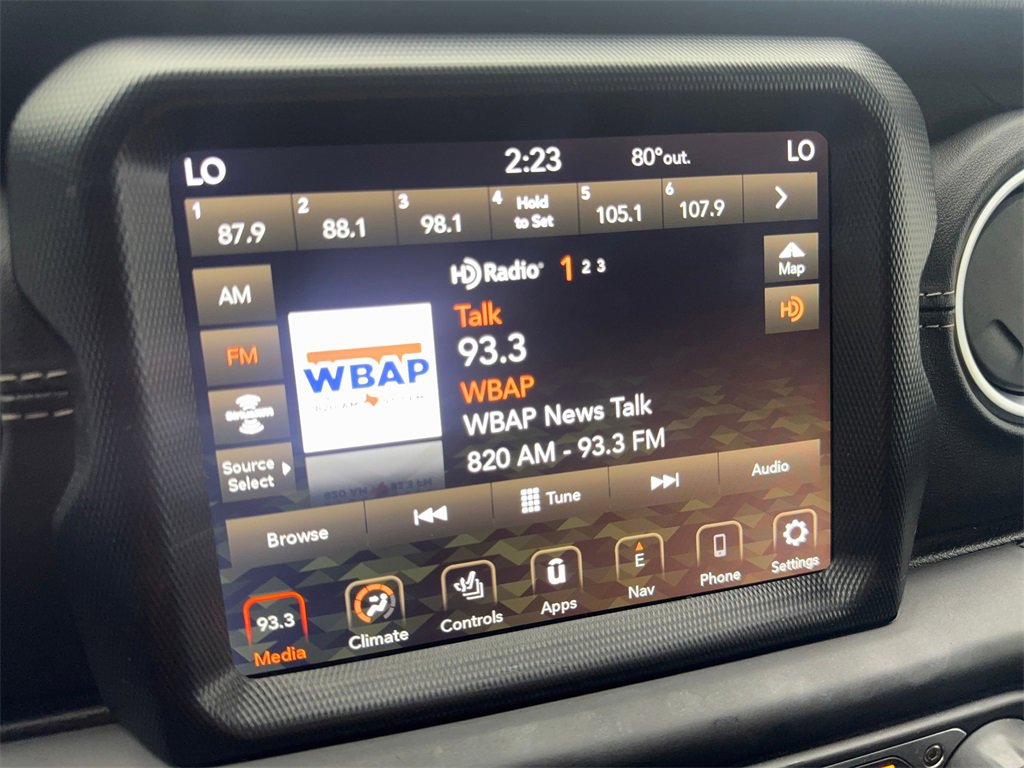 LO 2:23 80°out. LO
1 87.9
2 88.1
3 98.1
4 Hold
to Set
5 105.1
6 107.9
HD Radio 1 2 3
Map
AM
Talk
HD
93.3
FM
WBAP
WBAP
WBAP News Talk
SiriusXM
820 AM - 93.3 FM
Source
Select
Browse
Tune
Audio
93.3
Media
Climate
Controls
u
Apps
E
Nav
Phone
Settings